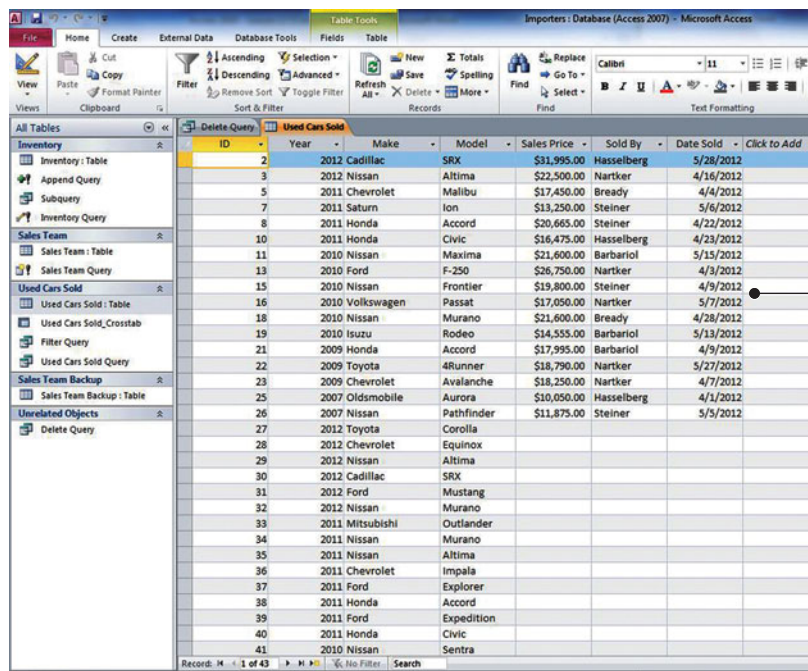 Table Tools
Importers : Database (Access 2007) - Microsoft Access
File Home Create External Data Database Tools Fields Table
View
Views
Paste
Cut
Copy
Format Painter
Clipboard
Filter
Ascending
Descending
Remove Sort
Selection
Advanced
Toggle Filter
Sort & Filter
Refresh All
New
Save
Delete
Totals
Spelling
More
Records
Find
Replace
Go To
Select
Find
Calibri 11
B I U A
Text Formatting
All Tables
Inventory
Inventory : Table
Append Query
Subquery
Inventory Query
Sales Team
Sales Team : Table
Sales Team Query
Used Cars Sold
Used Cars Sold : Table
Used Cars Sold_Crosstab
Filter Query
Used Cars Sold Query
Sales Team Backup
Sales Team Backup : Table
Unrelated Objects
Delete Query
Delete Query Used Cars Sold
ID Year Make Model Sales Price Sold By Date Sold Click to Add
2 2012 Cadillac SRX $31,995.00 Hasselberg 5/28/2012
3 2012 Nissan Altima $22,500.00 Nartker 4/16/2012
5 2011 Chevrolet Malibu $17,450.00 Bready 4/4/2012
7 2011 Saturn Ion $13,250.00 Steiner 5/6/2012
8 2011 Honda Accord $20,665.00 Steiner 4/22/2012
10 2011 Honda Civic $16,475.00 Hasselberg 4/23/2012
11 2010 Nissan Maxima $21,600.00 Barbariol 5/15/2012
13 2010 Ford F-250 $26,750.00 Nartker 4/3/2012
15 2010 Nissan Frontier $19,800.00 Steiner 4/9/2012
16 2010 Volkswagen Passat $17,050.00 Nartker 5/7/2012
18 2010 Nissan Murano $21,600.00 Bready 4/28/2012
19 2010 Isuzu Rodeo $14,555.00 Barbariol 5/13/2012
21 2009 Honda Accord $17,995.00 Barbariol 4/9/2012
22 2009 Toyota 4Runner $18,790.00 Nartker 5/27/2012
23 2009 Chevrolet Avalanche $18,250.00 Nartker 4/7/2012
25 2007 Oldsmobile Aurora $10,050.00 Hasselberg 4/1/2012
26 2007 Nissan Pathfinder $11,875.00 Steiner 5/5/2012
27 2012 Toyota Corolla
28 2012 Chevrolet Equinox
29 2012 Nissan Altima
30 2012 Cadillac SRX
31 2012 Ford Mustang
32 2012 Nissan Murano
33 2011 Mitsubishi Outlander
34 2011 Nissan Murano
35 2011 Nissan Altima
36 2011 Chevrolet Impala
37 2011 Ford Explorer
38 2011 Honda Accord
39 2011 Ford Expedition
40 2011 Honda Civic
41 2010 Nissan Sentra
Record: 1 of 43 No Filter Search